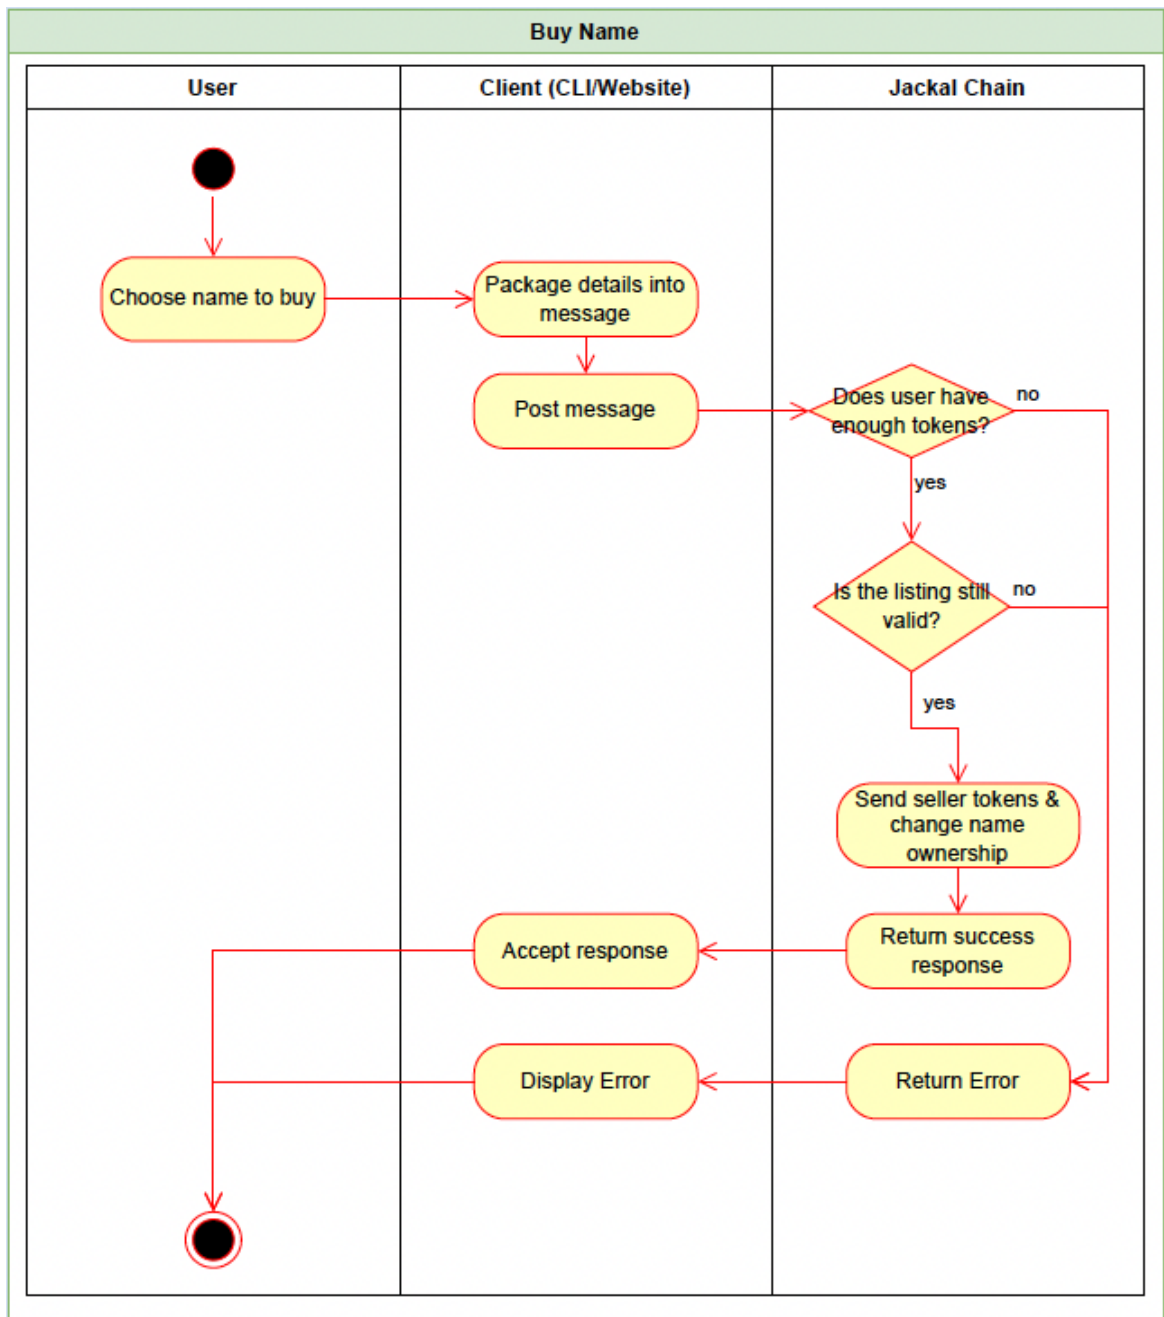 Buy Name
User
Client (CLI/Website)
Jackal Chain
Choose name to buy
Package details into
message
Post message
Does user have
enough tokens?
no
yes
Is the listing still
valid?
no
yes
Send seller tokens &
change name
ownership
Accept response
Return success
response
Display Error
Return Error